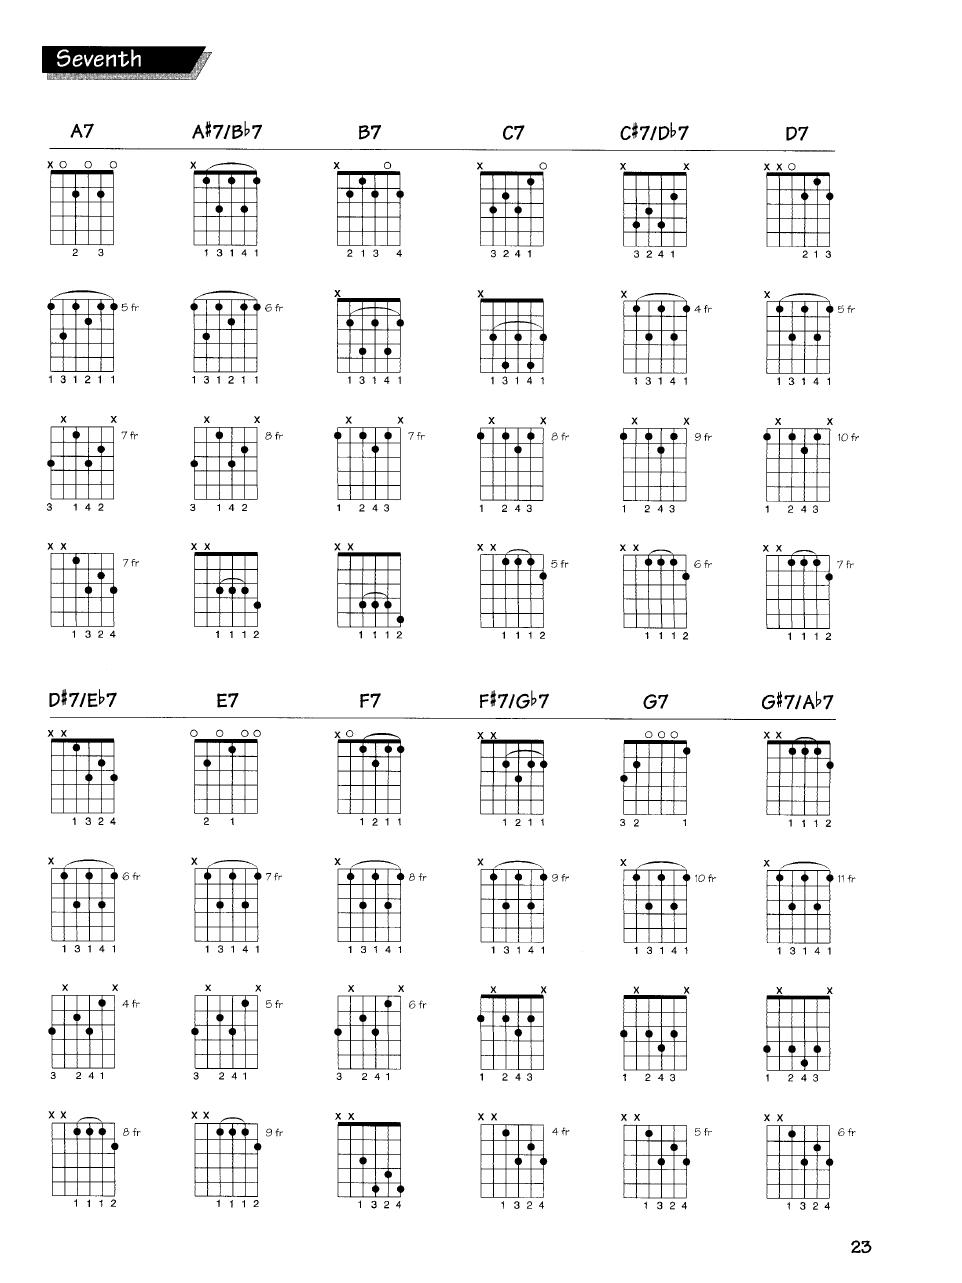 Seventh
A7 A♯7/B♭7 B7 C7 C♯7/D♭7 D7
x o o o x x o x o x x x x o
2 3 1 3 1 4 1 2 1 3 4 3 2 4 1 3 2 4 1 2 1 3
x x x x
5 fr 6 fr 4 fr 5 fr
1 3 1 2 1 1 1 3 1 2 1 1 1 3 1 4 1 1 3 1 4 1 1 3 1 4 1 1 3 1 4 1
x x x x x x x x x x x x
7 fr 8 fr 7 fr 8 fr 9 fr 10 fr
3 1 4 2 3 1 4 2 1 2 4 3 1 2 4 3 1 2 4 3 1 2 4 3
x x x x x x x x x x x x
7 fr 5 fr 6 fr 7 fr
1 3 2 4 1 1 1 2 1 1 1 2 1 1 1 2 1 1 1 2 1 1 1 2
D♯7/E♭7 E7 F7 F♯7/G♭7 G7 G♯7/A♭7
x x o o o o x o x x o o o x x
1 3 2 4 2 1 1 2 1 1 1 2 1 1 3 2 1 1 1 1 2
x x x x x x
6 fr 7 fr 8 fr 9 fr 10 fr 11 fr
1 3 1 4 1 1 3 1 4 1 1 3 1 4 1 1 3 1 4 1 1 3 1 4 1 1 3 1 4 1
x x x x x x x x x x x x
4 fr 5 fr 6 fr
3 2 4 1 3 2 4 1 3 2 4 1 1 2 4 3 1 2 4 3 1 2 4 3
x x x x x x x x x x x x
8 fr 9 fr 4 fr 5 fr 6 fr
1 1 1 2 1 1 1 2 1 3 2 4 1 3 2 4 1 3 2 4 1 3 2 4
23